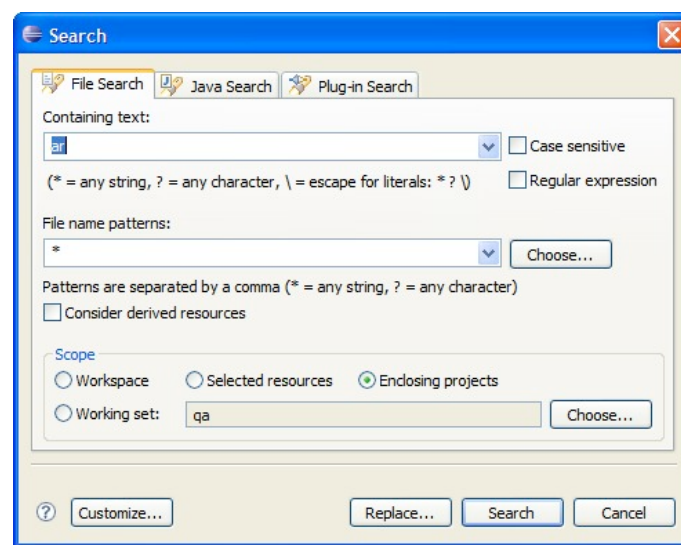 Search
File Search Java Search Plug-in Search
Containing text:
ar Case sensitive
(* = any string, ? = any character, \ = escape for literals: * ? \) Regular expression
File name patterns:
* Choose...
Patterns are separated by a comma (* = any string, ? = any character)
Consider derived resources
Scope
Workspace Selected resources Enclosing projects
Working set: qa Choose...
? Customize... Replace... Search Cancel